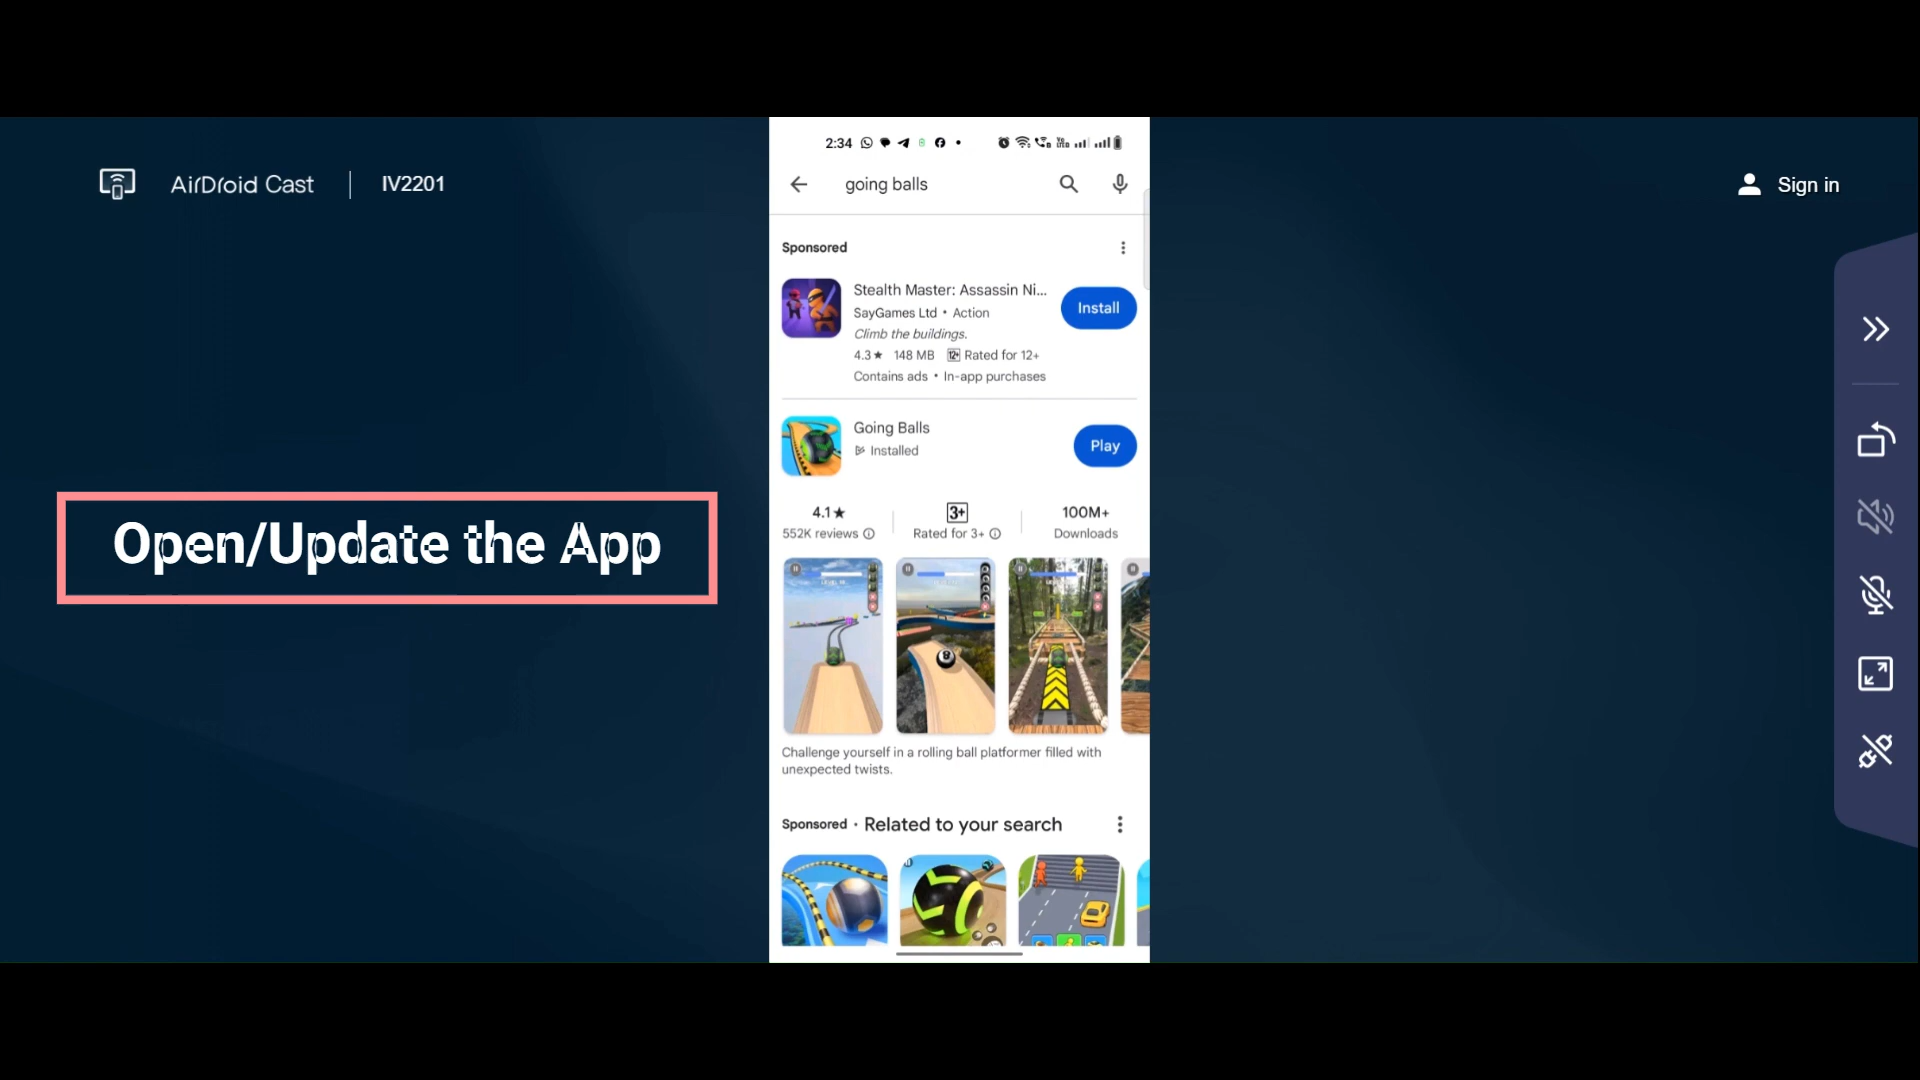 2:34
AirDroid Cast | IV2201
going balls
Sign in
Sponsored
Stealth Master: Assassin Ni...
SayGames Ltd • Action
Climb the buildings.
4.3★ 148 MB 12+ Rated for 12+
Contains ads • In-app purchases
Install
Going Balls
Installed
Play
Open/Update the App
4.1★
552K reviews
3+
Rated for 3+
100M+
Downloads
Challenge yourself in a rolling ball platformer filled with
unexpected twists.
Sponsored • Related to your search